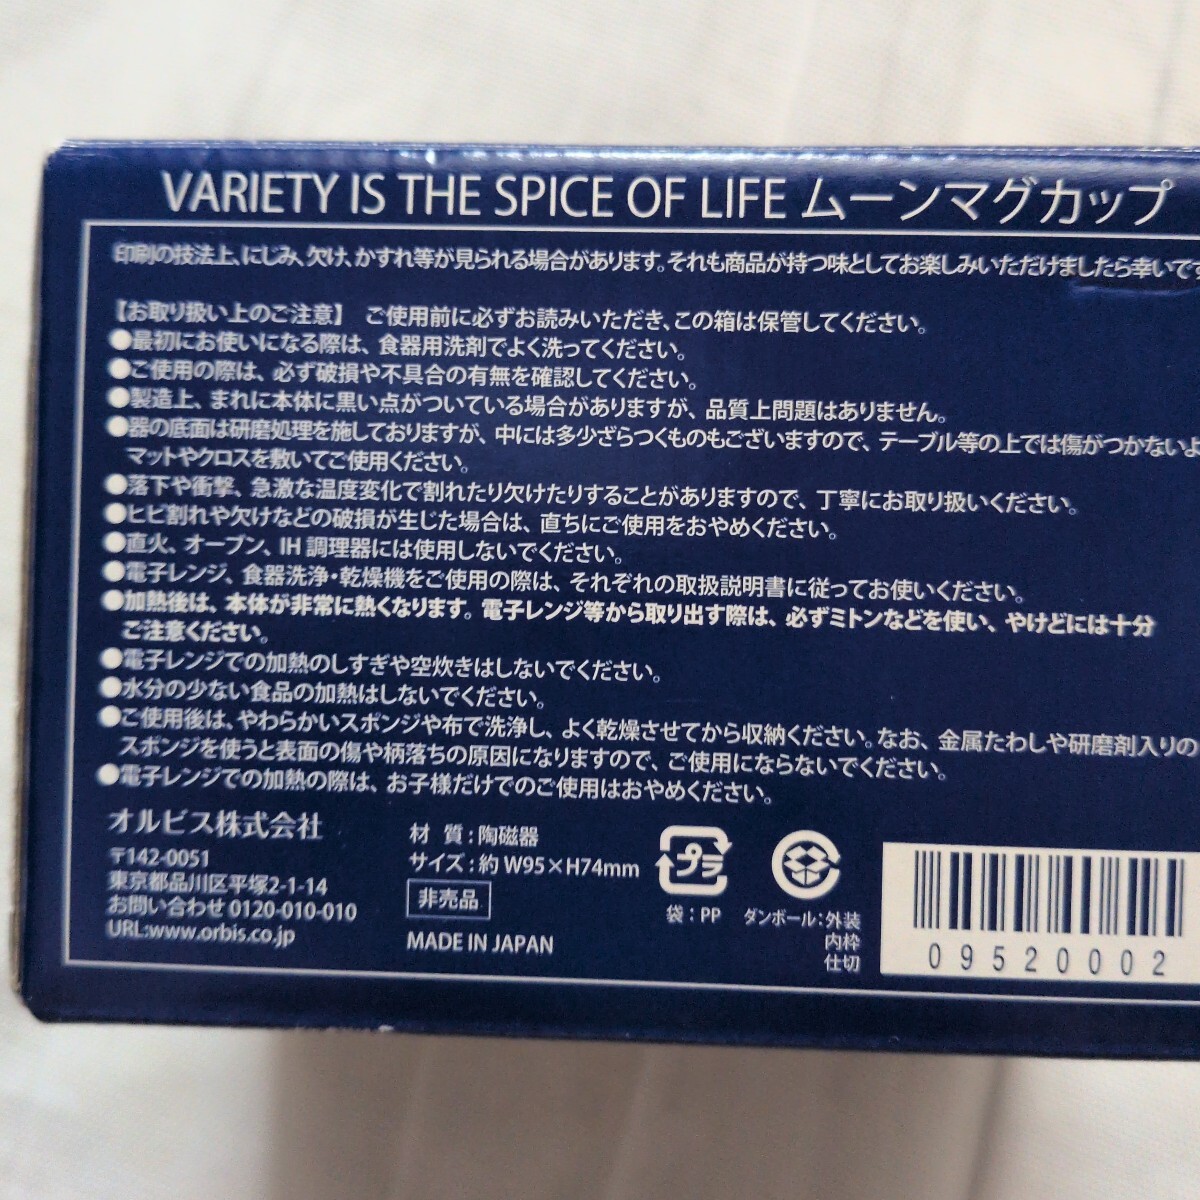 VARIETY IS THE SPICE OF LIFE ムーンマグカップ
印刷の技法上、にじみ、欠け、かすれ等が見られる場合があります。それも商品が持つ味としてお楽しみいただけましたら幸いです
【お取り扱い上のご注意】 ご使用前に必ずお読みいただき、この箱は保管してください。
●最初にお使いになる際は、食器用洗剤でよく洗ってください。
●ご使用の際は、必ず破損や不具合の有無を確認してください。
●製造上、まれに本体に黒い点がついている場合がありますが、品質上問題はありません。
●器の底面は研磨処理を施しておりますが、中には多少ざらつくものもございますので、テーブル等の上では傷がつかないよ
マットやクロスを敷いてご使用ください。
●落下や衝撃、急激な温度変化で割れたり欠けたりすることがありますので、丁寧にお取り扱いください。
●ヒビ割れや欠けなどの破損が生じた場合は、直ちにご使用をおやめください。
●直火、オーブン、IH 調理器には使用しないでください。
●電子レンジ、食器洗浄・乾燥機をご使用の際は、それぞれの取扱説明書に従ってお使いください。
●加熱後は、本体が非常に熱くなります。電子レンジ等から取り出す際は、必ずミトンなどを使い、やけどには十分
ご注意ください。
●電子レンジでの加熱のしすぎや空炊きはしないでください。
●水分の少ない食品の加熱はしないでください。
●ご使用後は、やわらかいスポンジや布で洗浄し、よく乾燥させてから収納ください。なお、金属たわしや研磨剤入りの
スポンジを使うと表面の傷や柄落ちの原因になりますので、ご使用にならないでください。
●電子レンジでの加熱の際は、お子様だけでのご使用はおやめください。
オルビス株式会社
〒142-0051
東京都品川区平塚2-1-14
お問い合わせ 0120-010-010
URL:www.orbis.co.jp
材 質 : 陶磁器
サイズ : 約 W95×H74mm
非売品
MADE IN JAPAN
プラ
袋 : PP
ダンボール : 外装
内枠
仕切
09520002